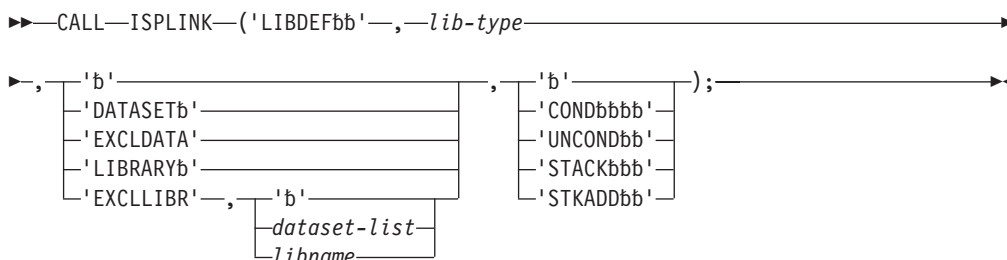 CALL ISPLINK ('LIBDEFƀƀ' , lib-type
, 'ƀ' , 'ƀ' );
'DATASETƀ' 'CONDƀƀƀƀ'
'EXCLDATA' 'UNCONDƀƀ'
'LIBRARYƀ' 'STACKƀƀƀ'
'EXCLLIBR' , 'ƀ' 'STKADDƀƀ'
dataset-list
libname